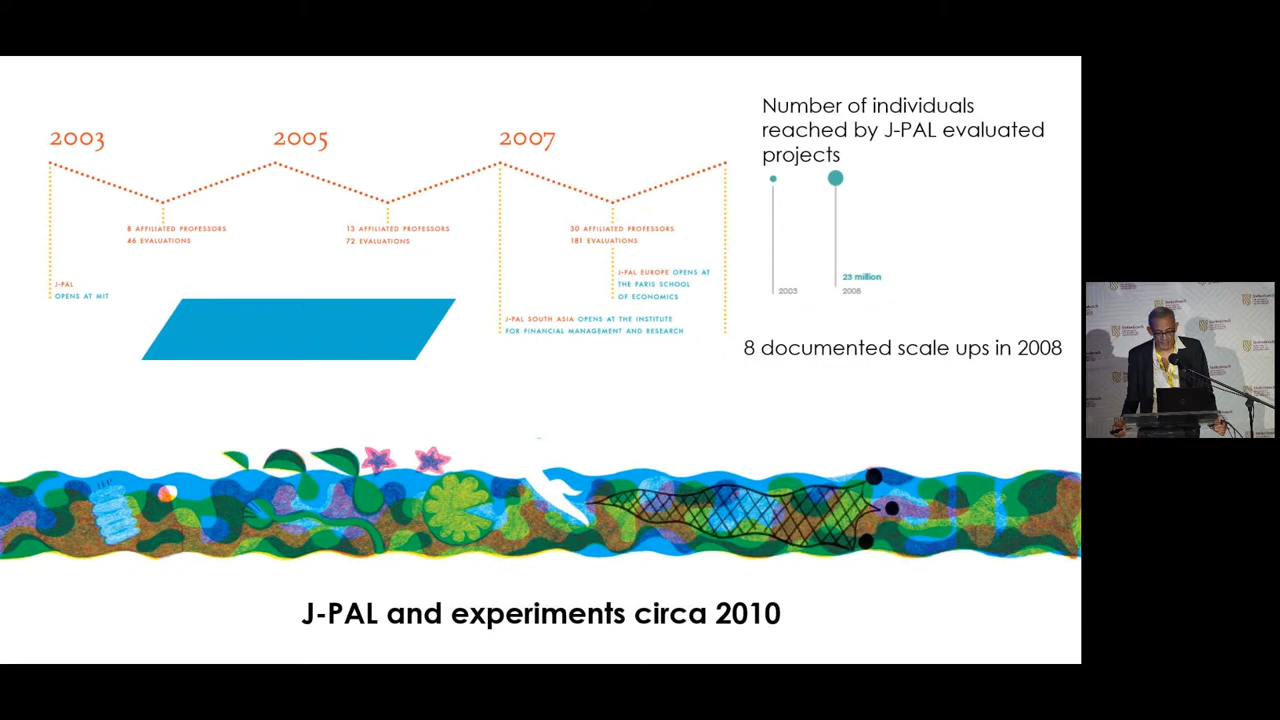 2003
2005
2007
8 AFFILIATED PROFESSORS
46 EVALUATIONS
13 AFFILIATED PROFESSORS
72 EVALUATIONS
30 AFFILIATED PROFESSORS
181 EVALUATIONS
J-PAL
OPENS AT MIT
J-PAL EUROPE OPENS AT
THE PARIS SCHOOL
OF ECONOMICS
J-PAL SOUTH ASIA OPENS AT THE INSTITUTE
FOR FINANCIAL MANAGEMENT AND RESEARCH
Number of individuals
reached by J-PAL evaluated
projects
23 million
2003
2008
8 documented scale ups in 2008
J-PAL and experiments circa 2010